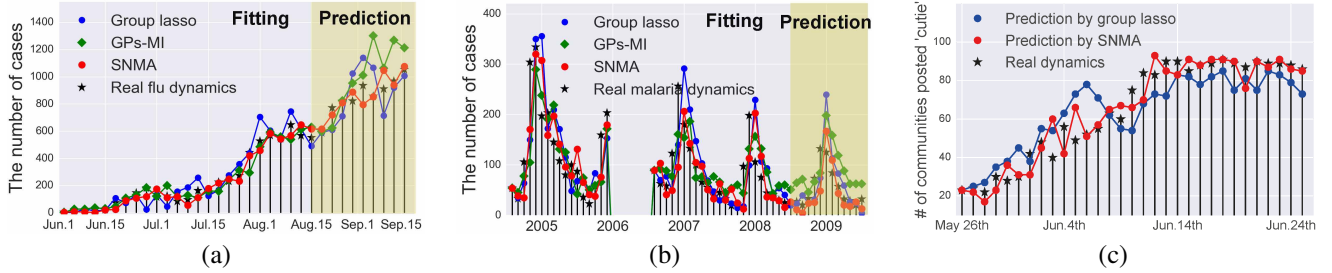 The number of cases
1400
1200
1000
800
600
400
200
0
Group lasso
GPs-MI
SNMA
Real flu dynamics
Fitting
Prediction
Jun.1
Jun.15
Jul.1
Jul.15
Aug.1
Aug.15
Sep.1
Sep.15
(a)
The number of cases
400
300
200
100
0
Group lasso
GPs-MI
SNMA
Real malaria dynamics
Fitting
Prediction
2005
2006
2007
2008
2009
(b)
# of communities posted 'cutie'
100
80
60
40
20
Prediction by group lasso
Prediction by SNMA
Real dynamics
May 26th
Jun.4th
Jun.14th
Jun.24th
(c)